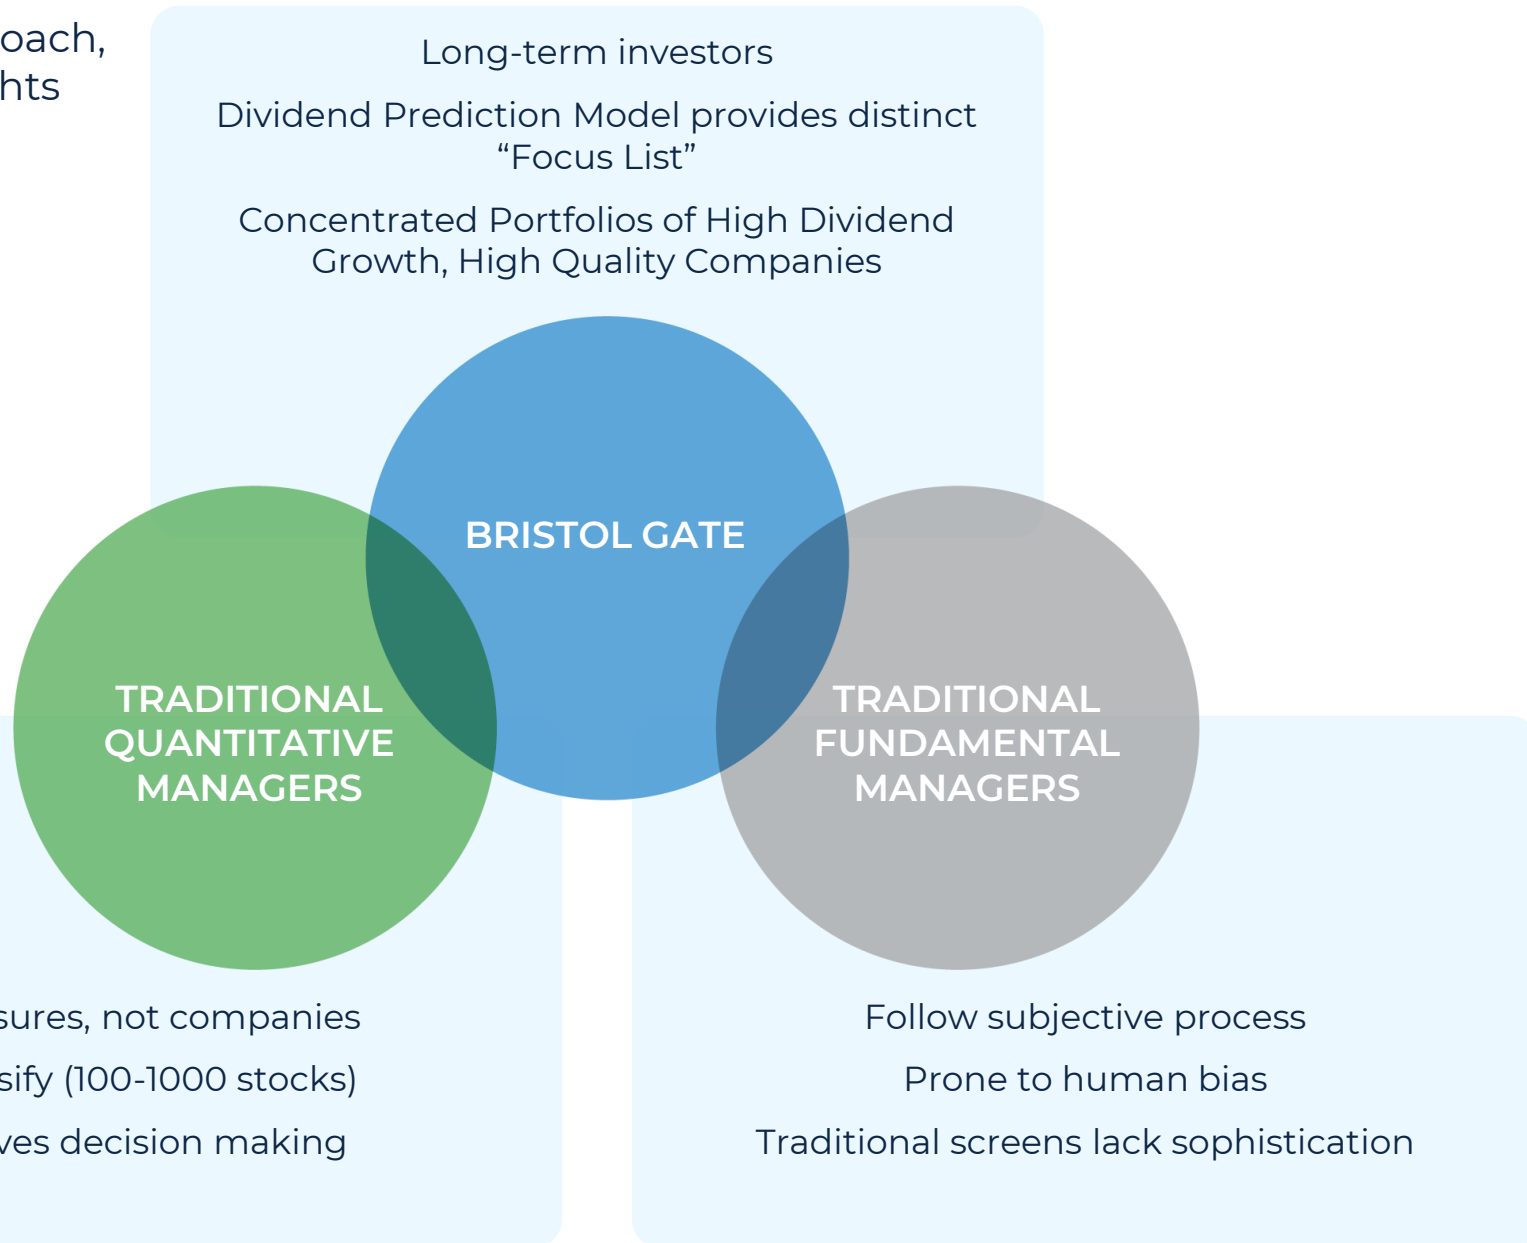 oach,
hts
Long-term investors
Dividend Prediction Model provides distinct
“Focus List”
Concentrated Portfolios of High Dividend
Growth, High Quality Companies
BRISTOL GATE
TRADITIONAL
QUANTITATIVE
MANAGERS
TRADITIONAL
FUNDAMENTAL
MANAGERS
sures, not companies
sify (100-1000 stocks)
ves decision making
Follow subjective process
Prone to human bias
Traditional screens lack sophistication